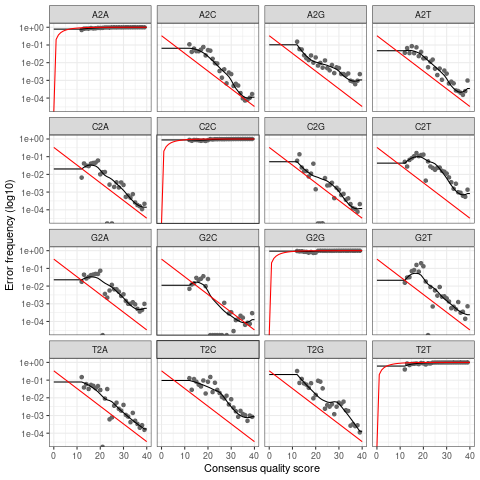 A2A A2C A2G A2T
1e+00
1e-01
1e-02
1e-03
1e-04
C2A C2C C2G C2T
1e+00
1e-01
1e-02
1e-03
1e-04
G2A G2C G2G G2T
1e+00
1e-01
1e-02
1e-03
1e-04
T2A T2C T2G T2T
1e+00
1e-01
1e-02
1e-03
1e-04
0 10 20 30 40 0 10 20 30 40 0 10 20 30 40 0 10 20 30 40
Consensus quality score
Error frequency (log10)